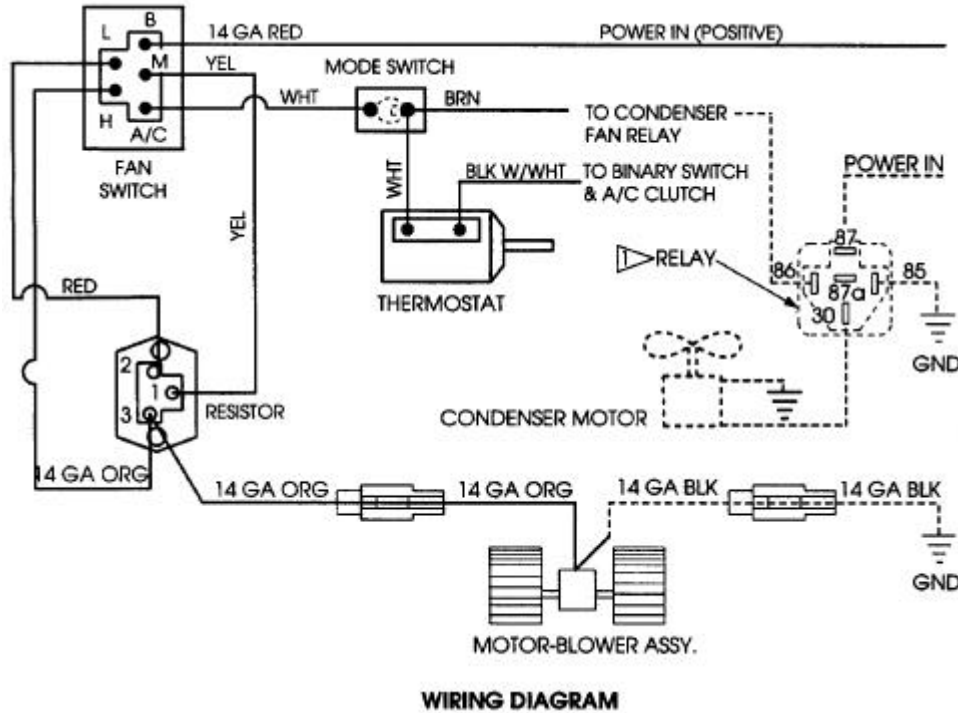 B
L
14 GA RED
POWER IN (POSITIVE)
M
YEL
MODE SWITCH
WHT
BRN
H
A/C
TO CONDENSER
FAN RELAY
FAN
SWITCH
WHT
BLK W/WHT
TO BINARY SWITCH
& A/C CLUTCH
POWER IN
YEL
87
1
RELAY
86
85
87a
30
THERMOSTAT
RED
GND
2
1
3
RESISTOR
CONDENSER MOTOR
14 GA ORG
14 GA ORG
14 GA ORG
14 GA BLK
14 GA BLK
GND
MOTOR-BLOWER ASSY.
WIRING DIAGRAM